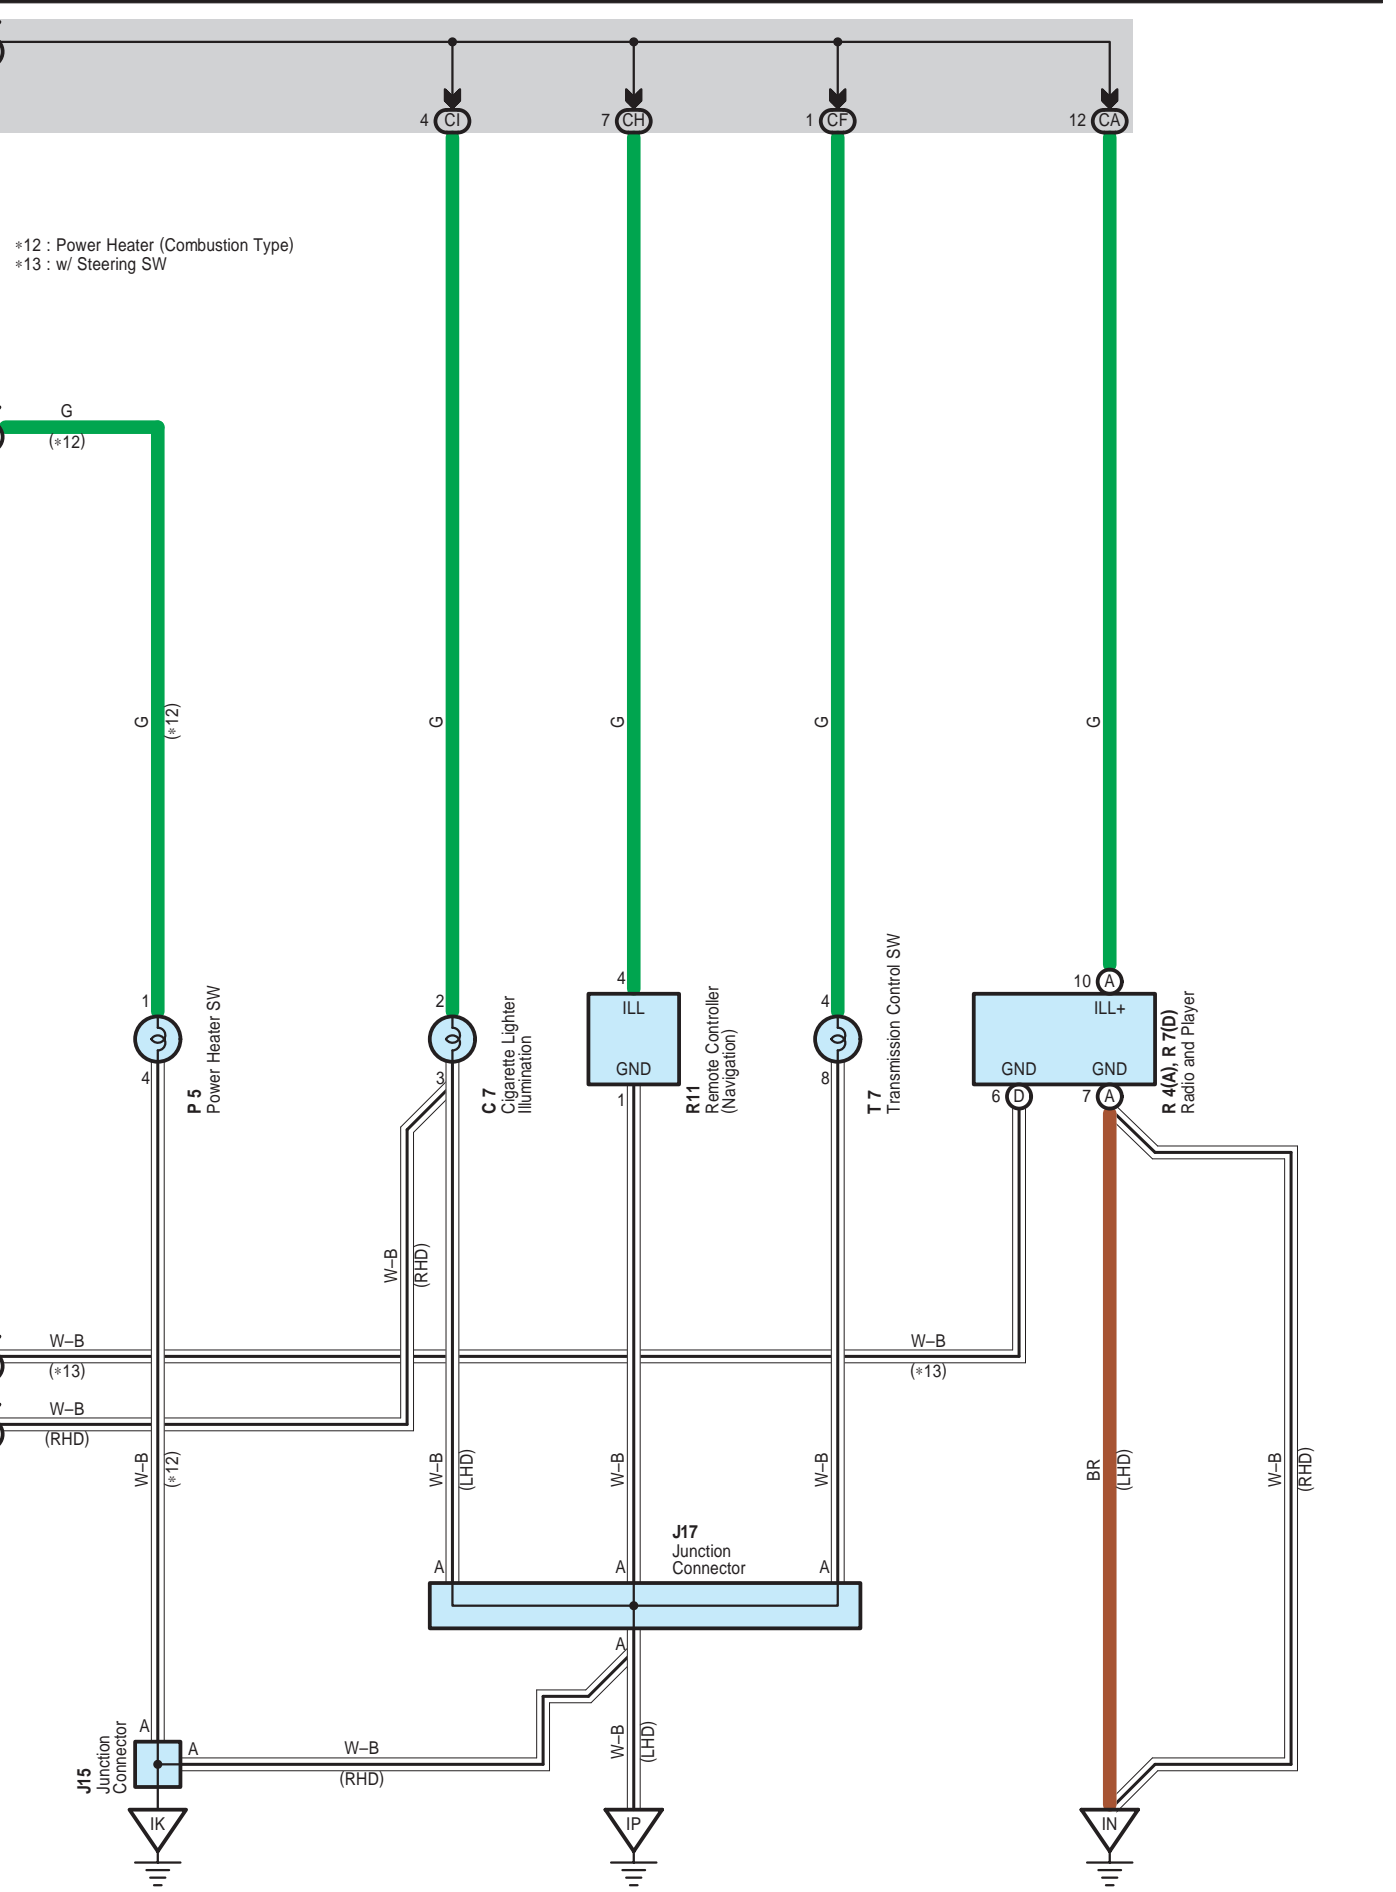 4 CI
7 CH
1 CF
12 CA
∗12 : Power Heater (Combustion Type)
∗13 : w/ Steering SW
G
(∗12)
G
(∗12)
G
G
G
G
1
4
P 5
Power Heater SW
2
3
C 7
Cigarette Lighter
Illumination
4
ILL
GND
1
R11
Remote Controller
(Navigation)
4
8
T 7
Transmission Control SW
10 A
ILL+
GND
GND
6 D
7 A
R 4(A), R 7(D)
Radio and Player
W–B
(RHD)
W–B
(∗13)
W–B
(∗13)
W–B
(RHD)
W–B
(∗12)
W–B
(LHD)
W–B
W–B
BR
(LHD)
W–B
(RHD)
J17
Junction
Connector
A
A
A
A
W–B
(LHD)
A
A
J15
Junction
Connector
W–B
(RHD)
IK
IP
IN